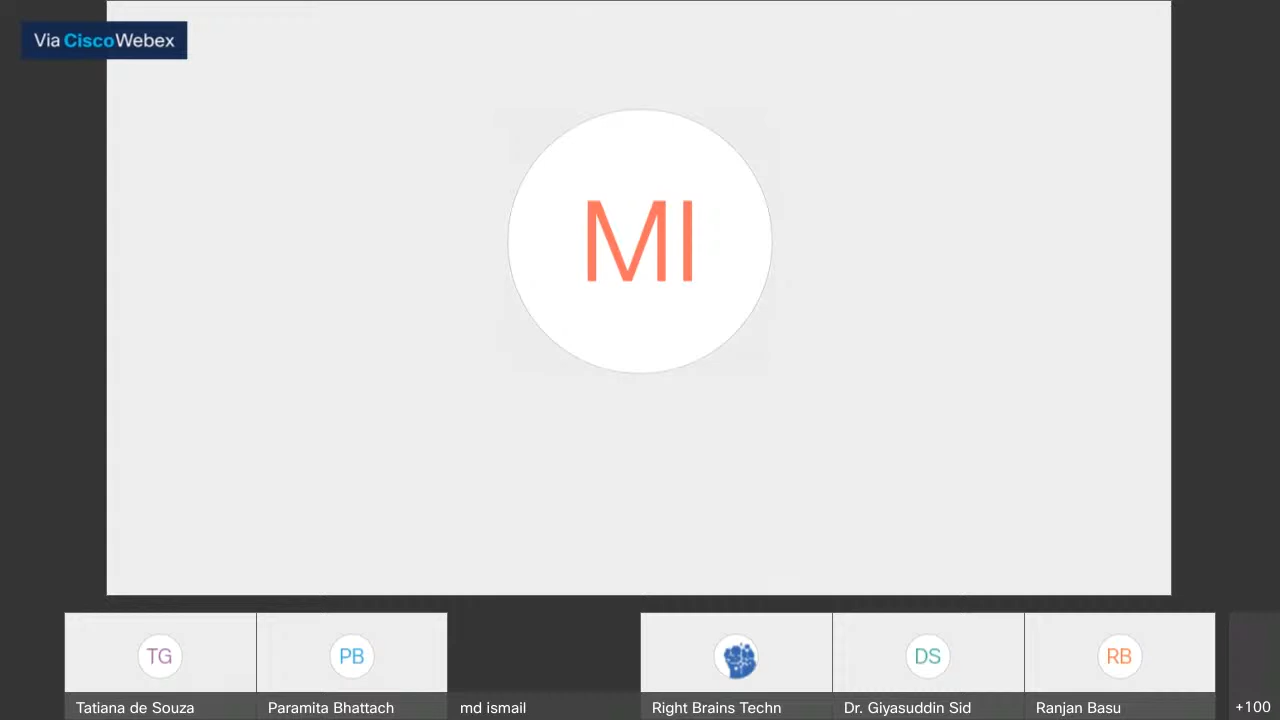 Via CiscoWebex
MI
TG
PB
DS
RB
Tatiana de Souza
Paramita Bhattach
md ismail
Right Brains Techn
Dr. Giyasuddin Sid
Ranjan Basu
+100